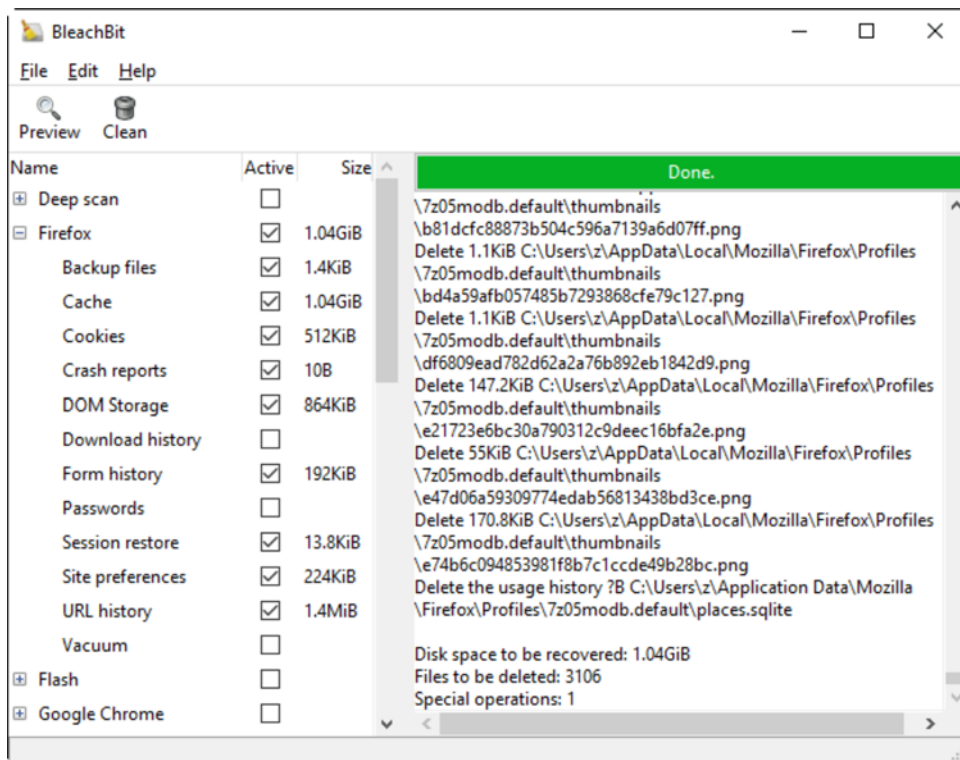 BleachBit
File Edit Help
Preview Clean
Name Active Size
Deep scan
Firefox 1.04GiB
Backup files 1.4KiB
Cache 1.04GiB
Cookies 512KiB
Crash reports 10B
DOM Storage 864KiB
Download history
Form history 192KiB
Passwords
Session restore 13.8KiB
Site preferences 224KiB
URL history 1.4MiB
Vacuum
Flash
Google Chrome
Done.
\7z05modb.default\thumbnails
\b81dcfc88873b504c596a7139a6d07ff.png
Delete 1.1KiB C:\Users\z\AppData\Local\Mozilla\Firefox\Profiles
\7z05modb.default\thumbnails
\bd4a59afb057485b7293868cfe79c127.png
Delete 1.1KiB C:\Users\z\AppData\Local\Mozilla\Firefox\Profiles
\7z05modb.default\thumbnails
\df6809ead782d62a2a76b892eb1842d9.png
Delete 147.2KiB C:\Users\z\AppData\Local\Mozilla\Firefox\Profiles
\7z05modb.default\thumbnails
\e21723e6bc30a790312c9deec16bfa2e.png
Delete 55KiB C:\Users\z\AppData\Local\Mozilla\Firefox\Profiles
\7z05modb.default\thumbnails
\e47d06a59309774edab56813438bd3ce.png
Delete 170.8KiB C:\Users\z\AppData\Local\Mozilla\Firefox\Profiles
\7z05modb.default\thumbnails
\e74b6c094853981f8b7c1ccde49b28bc.png
Delete the usage history ?B C:\Users\z\Application Data\Mozilla
\Firefox\Profiles\7z05modb.default\places.sqlite
Disk space to be recovered: 1.04GiB
Files to be deleted: 3106
Special operations: 1